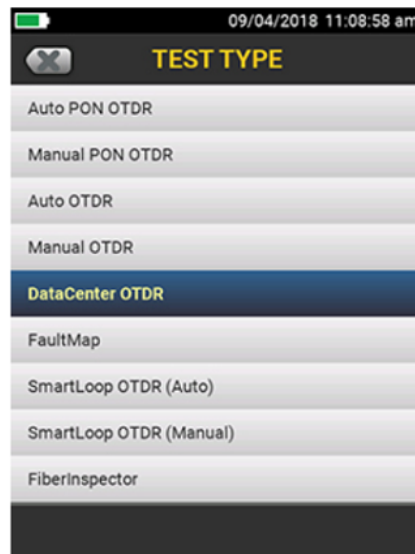 09/04/2018 11:08:58 am
TEST TYPE
Auto PON OTDR
Manual PON OTDR
Auto OTDR
Manual OTDR
DataCenter OTDR
FaultMap
SmartLoop OTDR (Auto)
SmartLoop OTDR (Manual)
FiberInspector